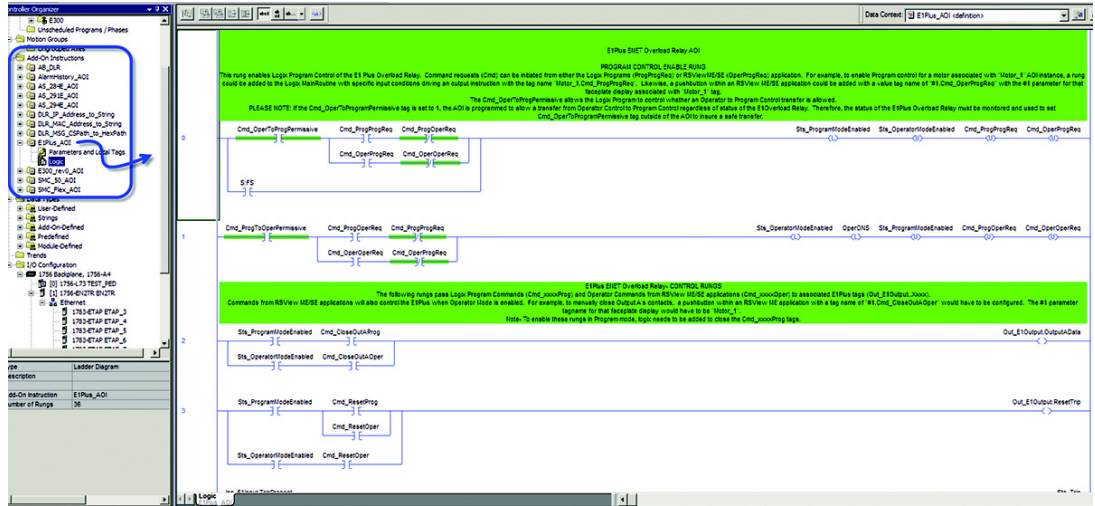 Controller Organizer
E300
Unscheduled Programs / Phases
Motion Groups
Ungrouped Axes
Add-On Instructions
AB_DLR
AlarmHistory_AOI
AS_284E_AOI
AS_291E_AOI
AS_294E_AOI
DLR_IP_Address_to_String
DLR_MAC_Address_to_String
DLR_MSG_CSPath_to_HexPath
E1Plus_AOI
Parameters and Local Tags
Logic
E300_rev0_AOI
SMC_50_AOI
SMC_Flex_AOI
Data Types
User-Defined
Strings
Add-On-Defined
Predefined
Module-Defined
Trends
I/O Configuration
1756 Backplane, 1756-A4
[0] 1756-L73 TEST_PED
[1] 1756-EN2TR EN2TR
Ethernet
1783-ETAP ETAP_3
1783-ETAP ETAP_4
1783-ETAP ETAP_5
1783-ETAP ETAP_6
Type Ladder Diagram
Description
Add-On Instruction E1Plus_AOI
Number of Rungs 36
Data Context: E1Plus_AOI <definition>
E1Plus ENET Overload Relay AOI
PROGRAM CONTROL ENABLE RUNG
This rung enables Logix Program Control of the E1 Plus Overload Relay. Command requests (Cmd) can be initiated from either the Logix Programs (ProgProgReq) or RSViewME/SE (OperProgReq) application. For example, to enable Program control for a motor associated with "Motor_1" AOI instance, a rung
could be added to the Logix MainRoutine with specific input conditions driving an output instruction with the tag name "Motor_1.Cmd_ProgProgReq". Likewise, a pushbutton within an RSView ME/SE application could be configured with a value tag name of "#1.Cmd_OperProgReq" with the #1 parameter for that
faceplate display associated with "Motor_1" tag.
The Cmd_OperToProgPermissive allows the Logix Program to control whether an Operator to Program Control transfer is allowed.
PLEASE NOTE: If the Cmd_OperToProgramPermissive tag is set to 1, the AOI is programmed to allow a transfer from Operator Control to Program Control regardless of status of the E1Overload Relay. Therefore, the status of the E1Plus Overload Relay must be monitored and used to set
Cmd_OperToProgramPermissive tag outside of the AOI to insure a safe transfer.
0
Cmd_OperToProgPermissive Cmd_ProgProgReq Cmd_ProgOperReq Sts_ProgramModeEnabled Sts_OperatorModeEnabled Cmd_ProgProgReq Cmd_OperProgReq
Cmd_OperProgReq Cmd_OperOperReq
S:FS
1
Cmd_ProgToOperPermissive Cmd_ProgOperReq Cmd_ProgProgReq Sts_OperatorModeEnabled OperONS Sts_ProgramModeEnabled Cmd_ProgOperReq Cmd_OperOperReq
Cmd_OperOperReq Cmd_OperProgReq
E1Plus ENET Overload Relay- CONTROL RUNGS
The following rungs pass Logix Program Commands (Cmd_xxxxProg) and Operator Commands from RSView ME/SE applications (Cmd_xxxxOper) to associated E1Plus tags (Out_E1Output.Xxxx).
Commands from RSView ME/SE applications will also control the E1Plus when Operator Mode is enabled. For example, to manually close Output A's contacts, a pushbutton within an RSView ME/SE application with a tag name of "#1.Cmd_CloseOutAOper" would have to be configured. The #1 parameter
tagname for that faceplate display would have to be "Motor_1".
Note- To enable these rungs in Program mode, logix needs to be added to close the Cmd_xxxxProg tags.
2
Sts_ProgramModeEnabled Cmd_CloseOutAProg Out_E1Output.OutputAData
Sts_OperatorModeEnabled Cmd_CloseOutAOper
3
Sts_ProgramModeEnabled Cmd_ResetProg Out_E1Output.ResetTrip
Cmd_ResetOper
Sts_OperatorModeEnabled Cmd_ResetOper
Logic